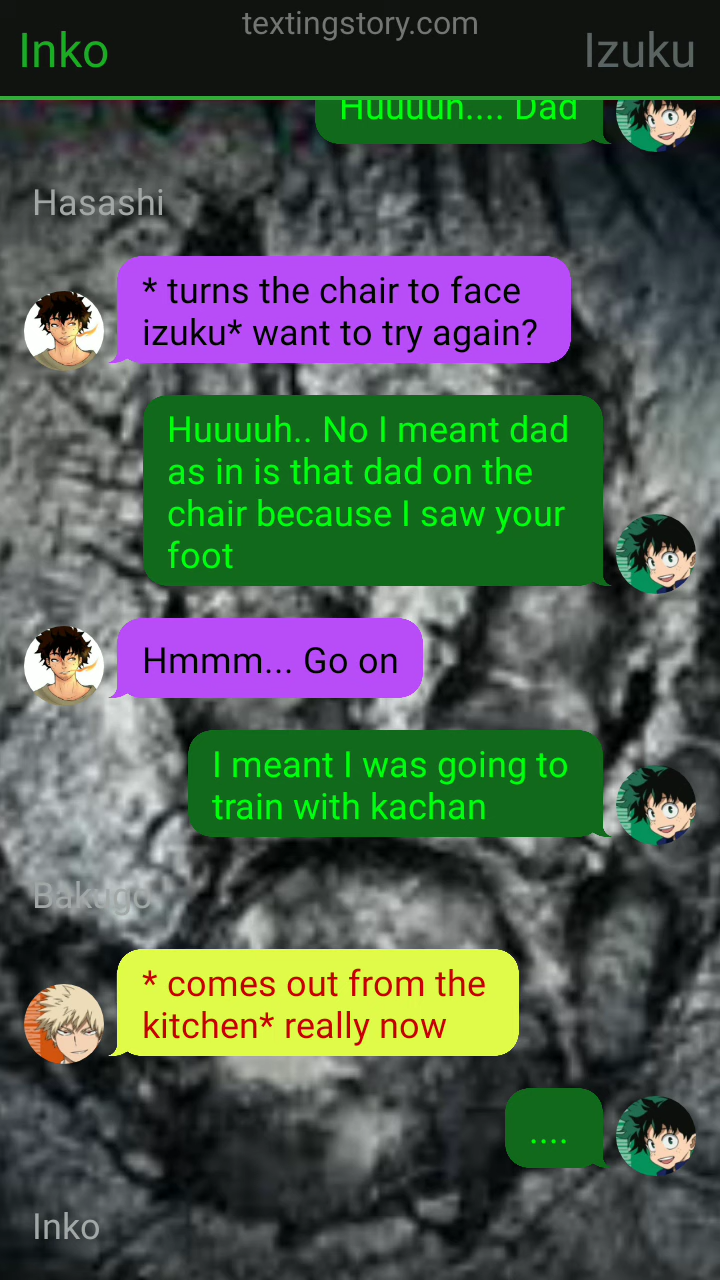 textingstory.com
Inko
Izuku
Huuuuh.... Dad
Hasashi
* turns the chair to face
izuku* want to try again?
Huuuuh.. No I meant dad
as in is that dad on the
chair because I saw your
foot
Hmmm... Go on
I meant I was going to
train with kachan
Bakugo
* comes out from the
kitchen* really now
....
Inko